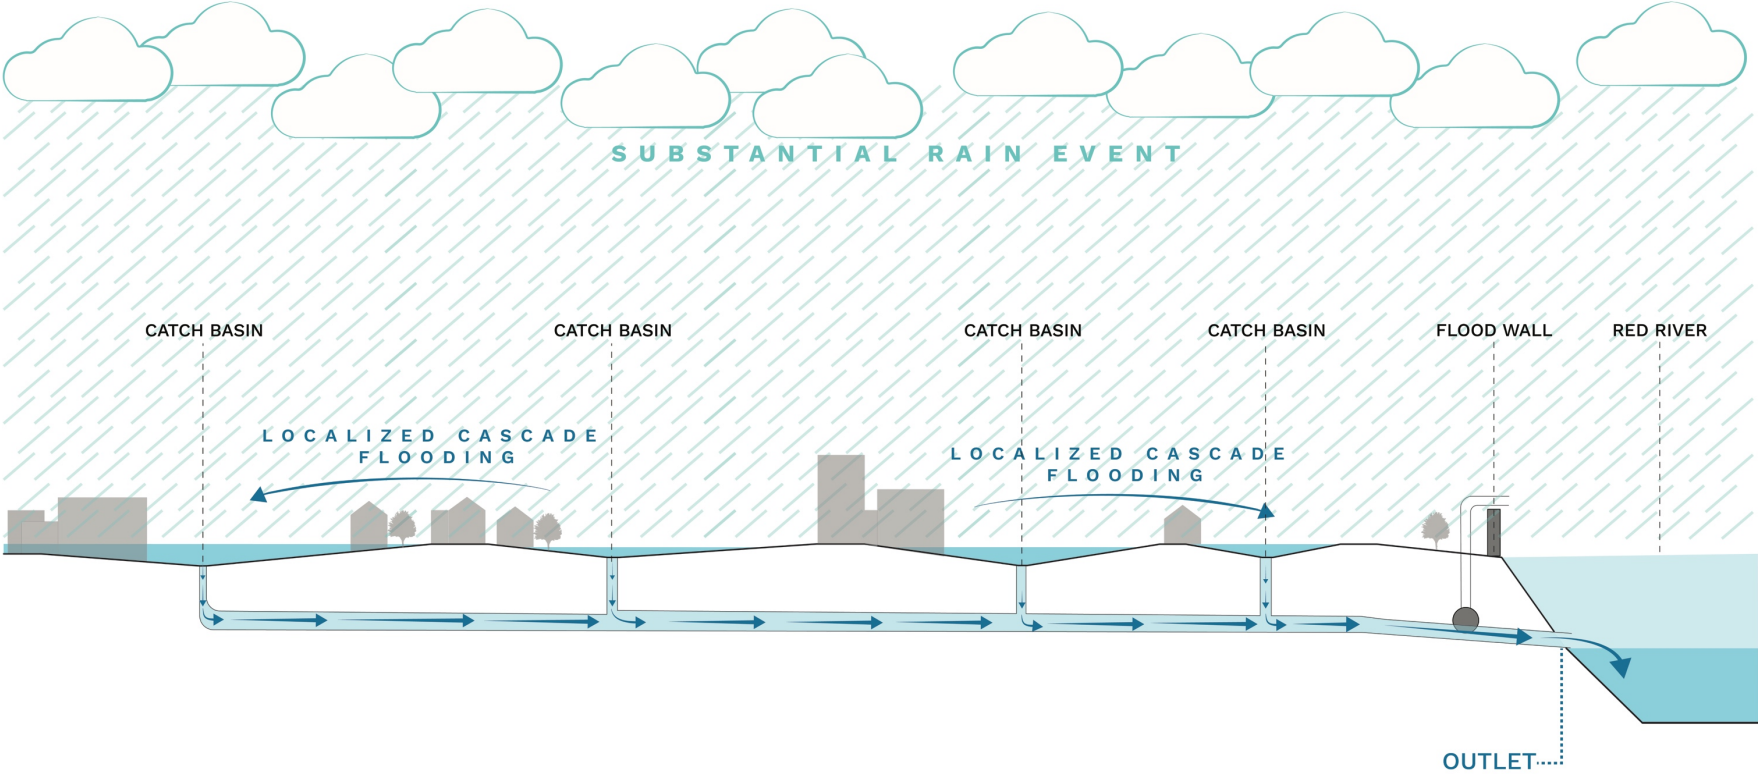 SUBSTANTIAL RAIN EVENT
CATCH BASIN
CATCH BASIN
CATCH BASIN
CATCH BASIN
FLOOD WALL
RED RIVER
LOCALIZED CASCADE
FLOODING
LOCALIZED CASCADE
FLOODING
OUTLET